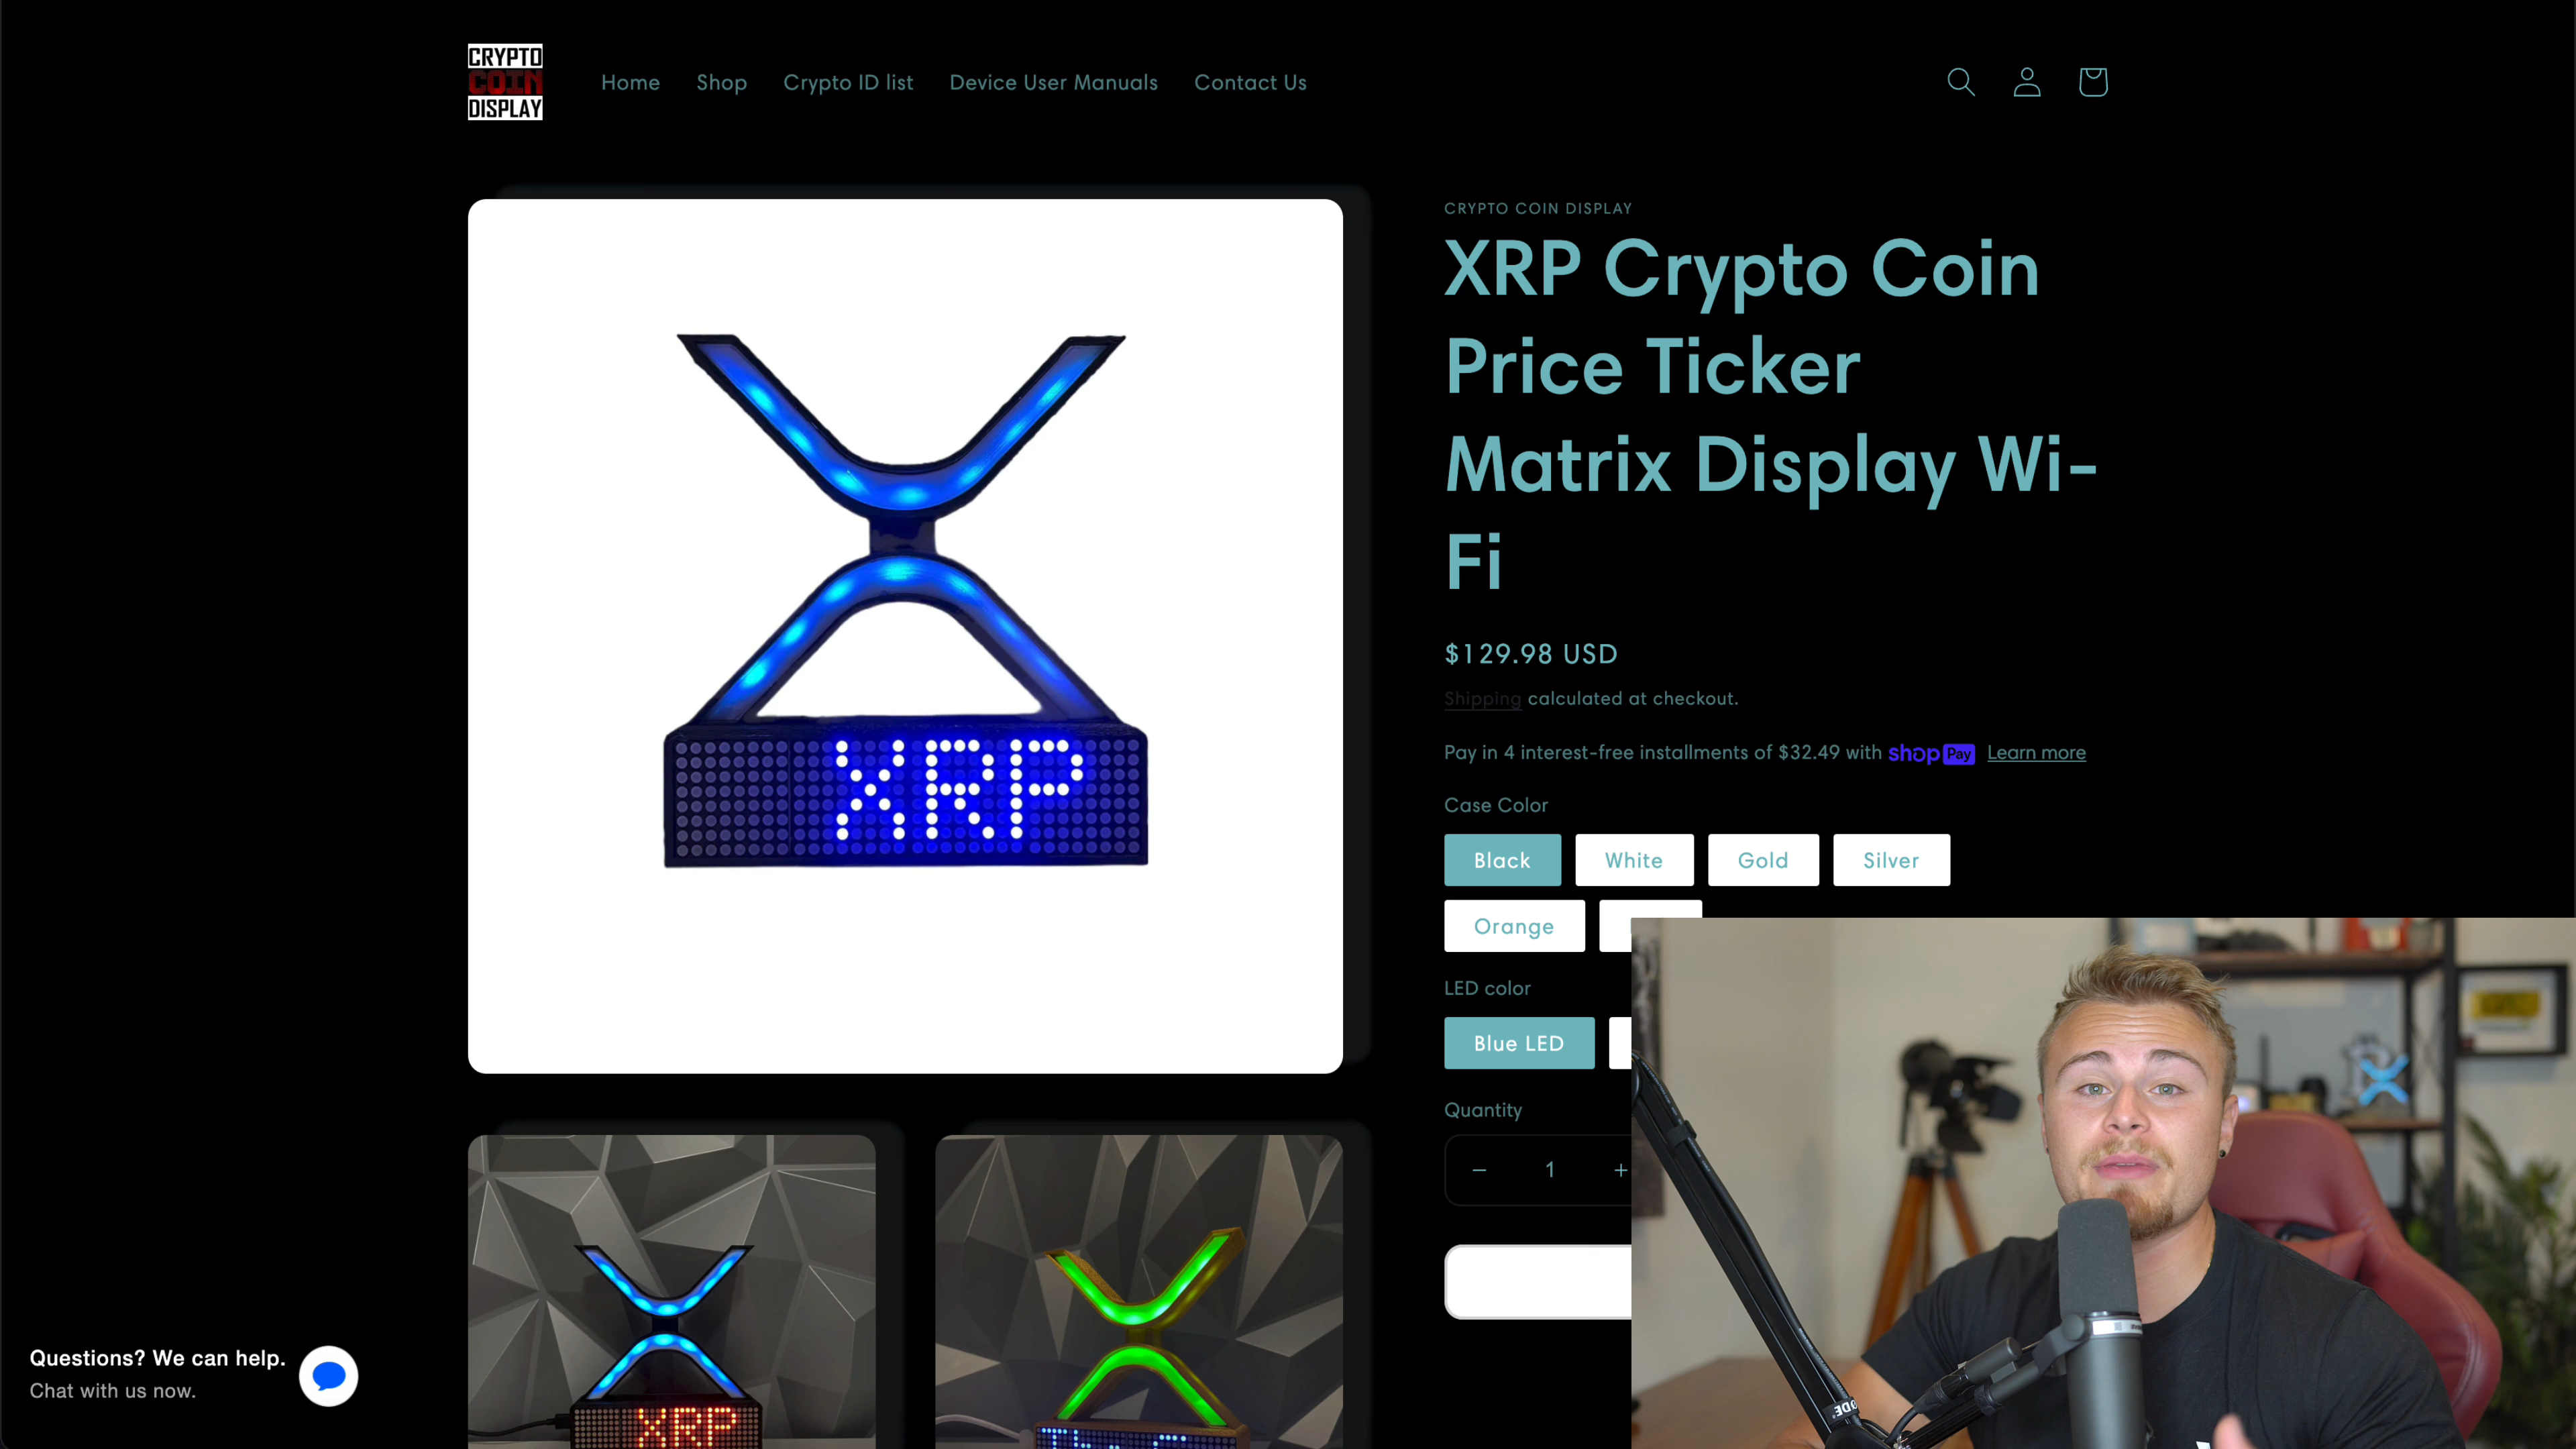 CRYPTO
COIN
DISPLAY
Home Shop Crypto ID list Device User Manuals Contact Us
CRYPTO COIN DISPLAY
XRP Crypto Coin
Price Ticker
Matrix Display Wi-
Fi
$129.98 USD
Shipping calculated at checkout.
Pay in 4 interest-free installments of $32.49 with shop Pay Learn more
Case Color
Black White Gold Silver
Orange
LED color
Blue LED
Quantity
− 1 +
XRP
XRP
Questions? We can help.
Chat with us now.